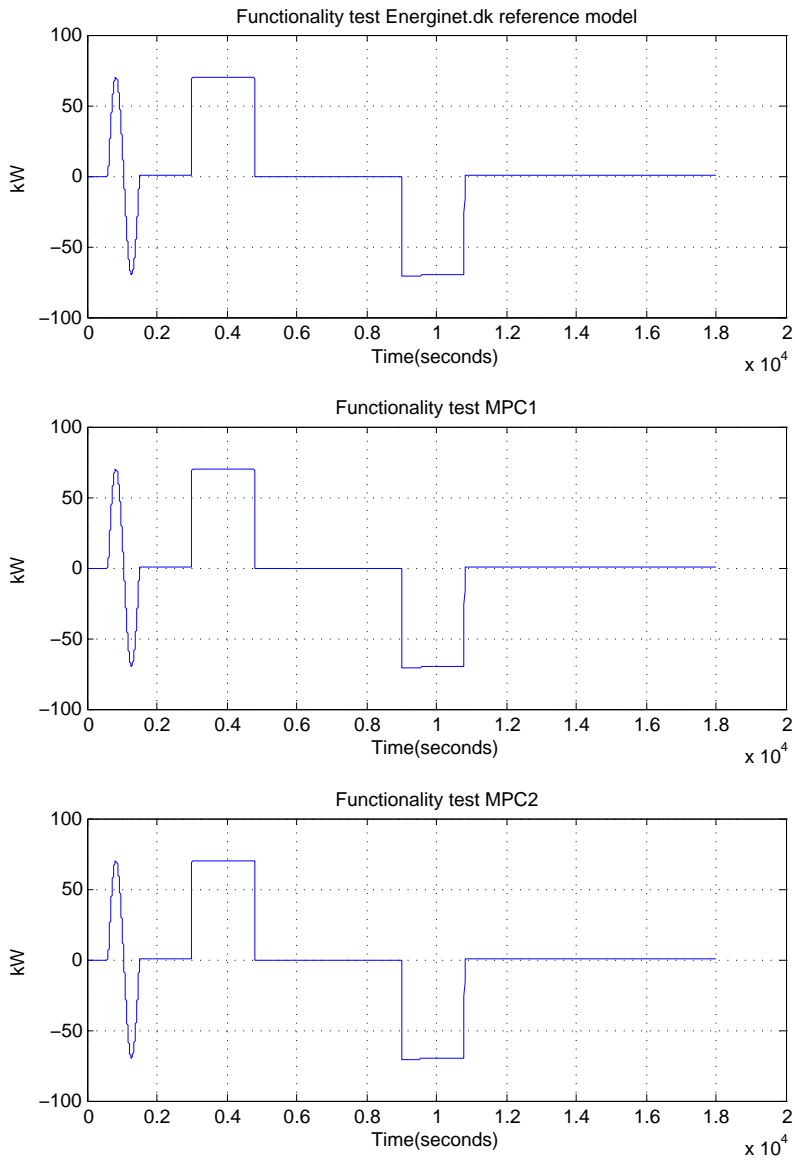 Functionality test Energinet.dk reference model
100
50
0
−50
−100
kW
0 0.2 0.4 0.6 0.8 1 1.2 1.4 1.6 1.8 2
Time(seconds)
x 10^4
Functionality test MPC1
100
50
0
−50
−100
kW
0 0.2 0.4 0.6 0.8 1 1.2 1.4 1.6 1.8 2
Time(seconds)
x 10^4
Functionality test MPC2
100
50
0
−50
−100
kW
0 0.2 0.4 0.6 0.8 1 1.2 1.4 1.6 1.8 2
Time(seconds)
x 10^4